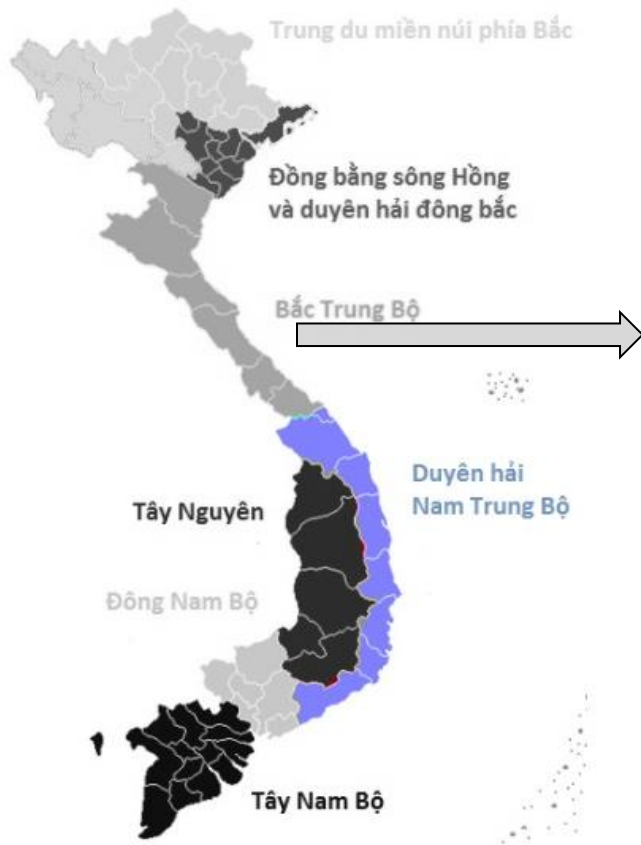 Trung du miền núi phía Bắc
Đồng bằng sông Hồng
và duyên hải đông bắc
Bắc Trung Bộ
Duyên hải
Nam Trung Bộ
Tây Nguyên
Đông Nam Bộ
Tây Nam Bộ